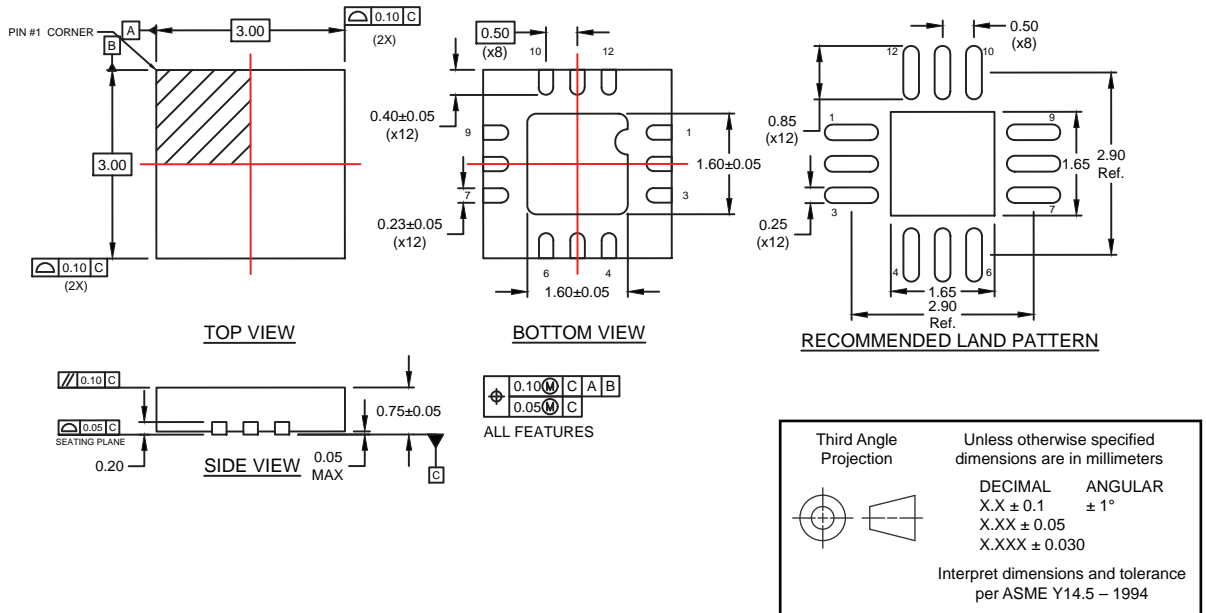 PIN #1 CORNER
A
3.00
⌓ 0.10 C
(2X)
B
3.00
⌓ 0.10 C
(2X)
TOP VIEW
0.50
(x8)
10
12
0.40±0.05
(x12)
9
1
1.60±0.05
7
3
0.23±0.05
(x12)
6
4
1.60±0.05
BOTTOM VIEW
12
10
0.50
(x8)
0.85
(x12)
1
9
1.65
2.90
Ref.
0.25
(x12)
3
7
4
6
1.65
2.90
Ref.
RECOMMENDED LAND PATTERN
// 0.10 C
⌓ 0.05 C
SEATING PLANE
0.20
SIDE VIEW
0.05
MAX
0.75±0.05
C
⌖ 0.10 Ⓜ C A B
0.05 Ⓜ C
ALL FEATURES
Third Angle
Projection
Unless otherwise specified
dimensions are in millimeters
DECIMAL ANGULAR
X.X ± 0.1 ± 1°
X.XX ± 0.05
X.XXX ± 0.030
Interpret dimensions and tolerance
per ASME Y14.5 – 1994